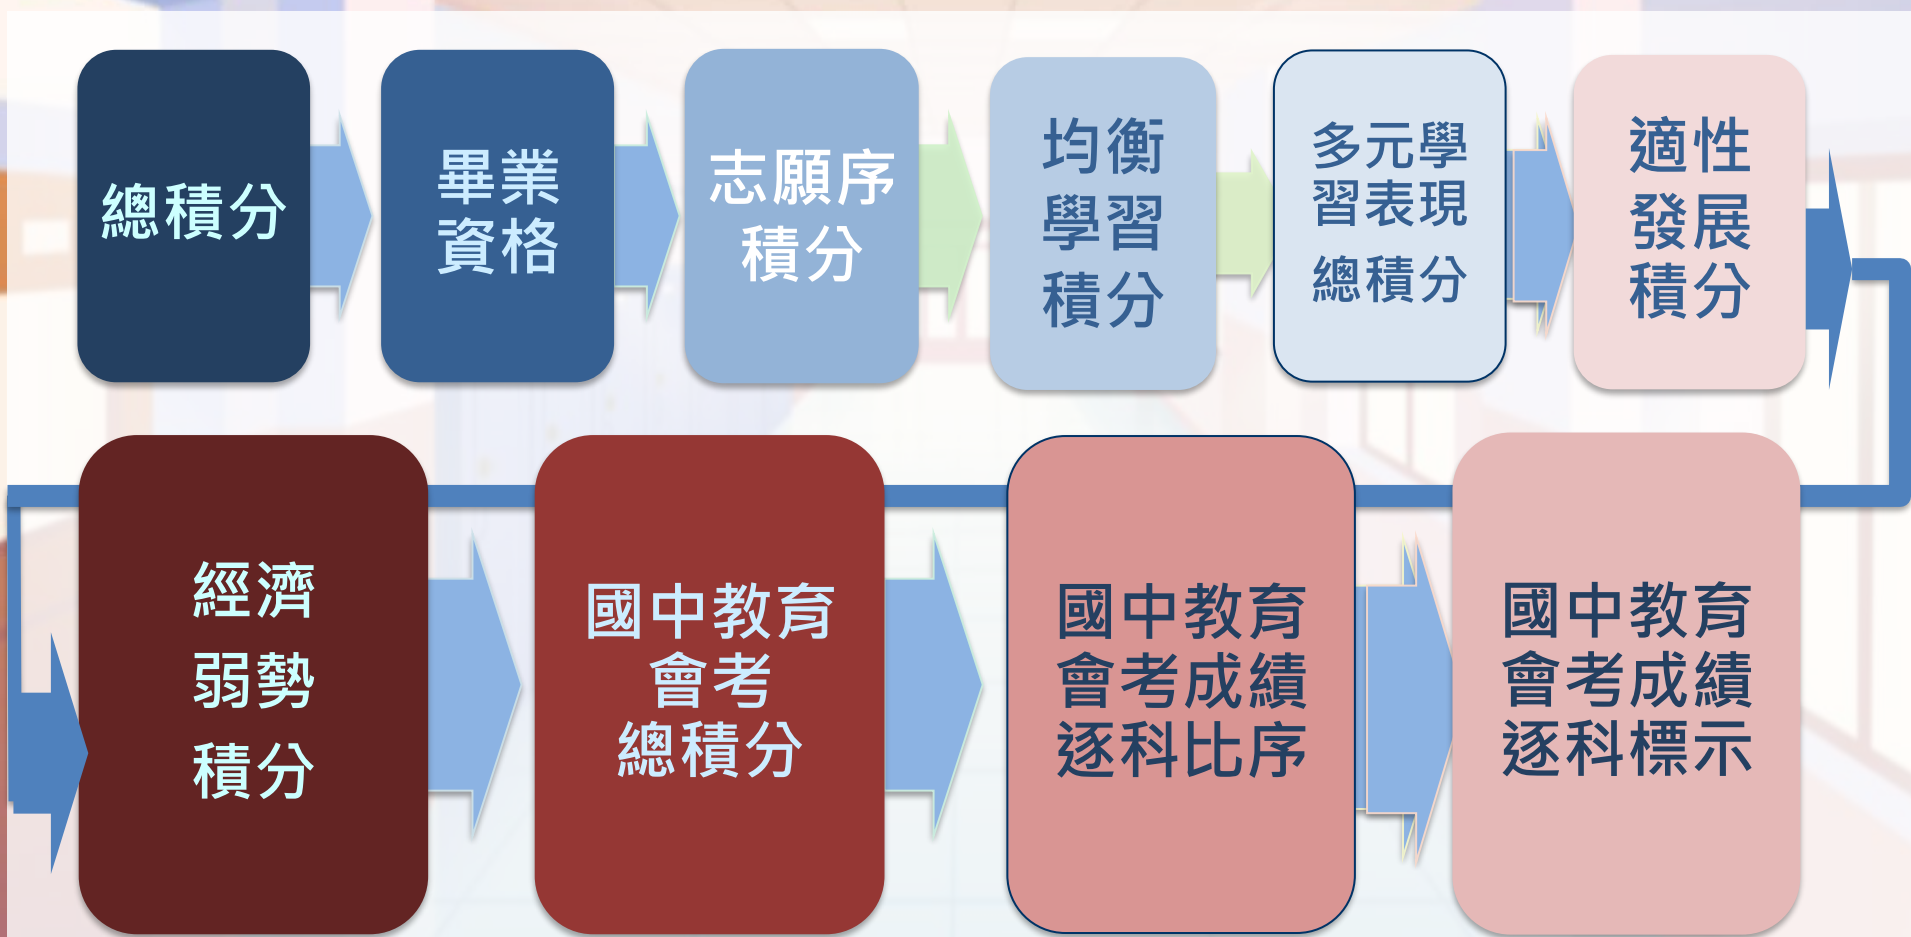 總積分
畢業
資格
志願序
積分
均衡
學習
積分
多元學
習表現
總積分
適性
發展
積分
經濟
弱勢
積分
國中教育
會考
總積分
國中教育
會考成績
逐科比序
國中教育
會考成績
逐科標示